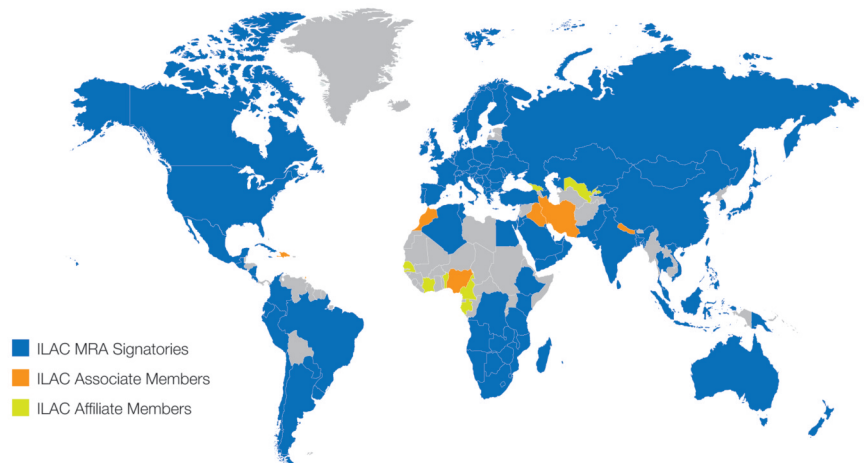 ILAC MRA Signatories
ILAC Associate Members
ILAC Affiliate Members